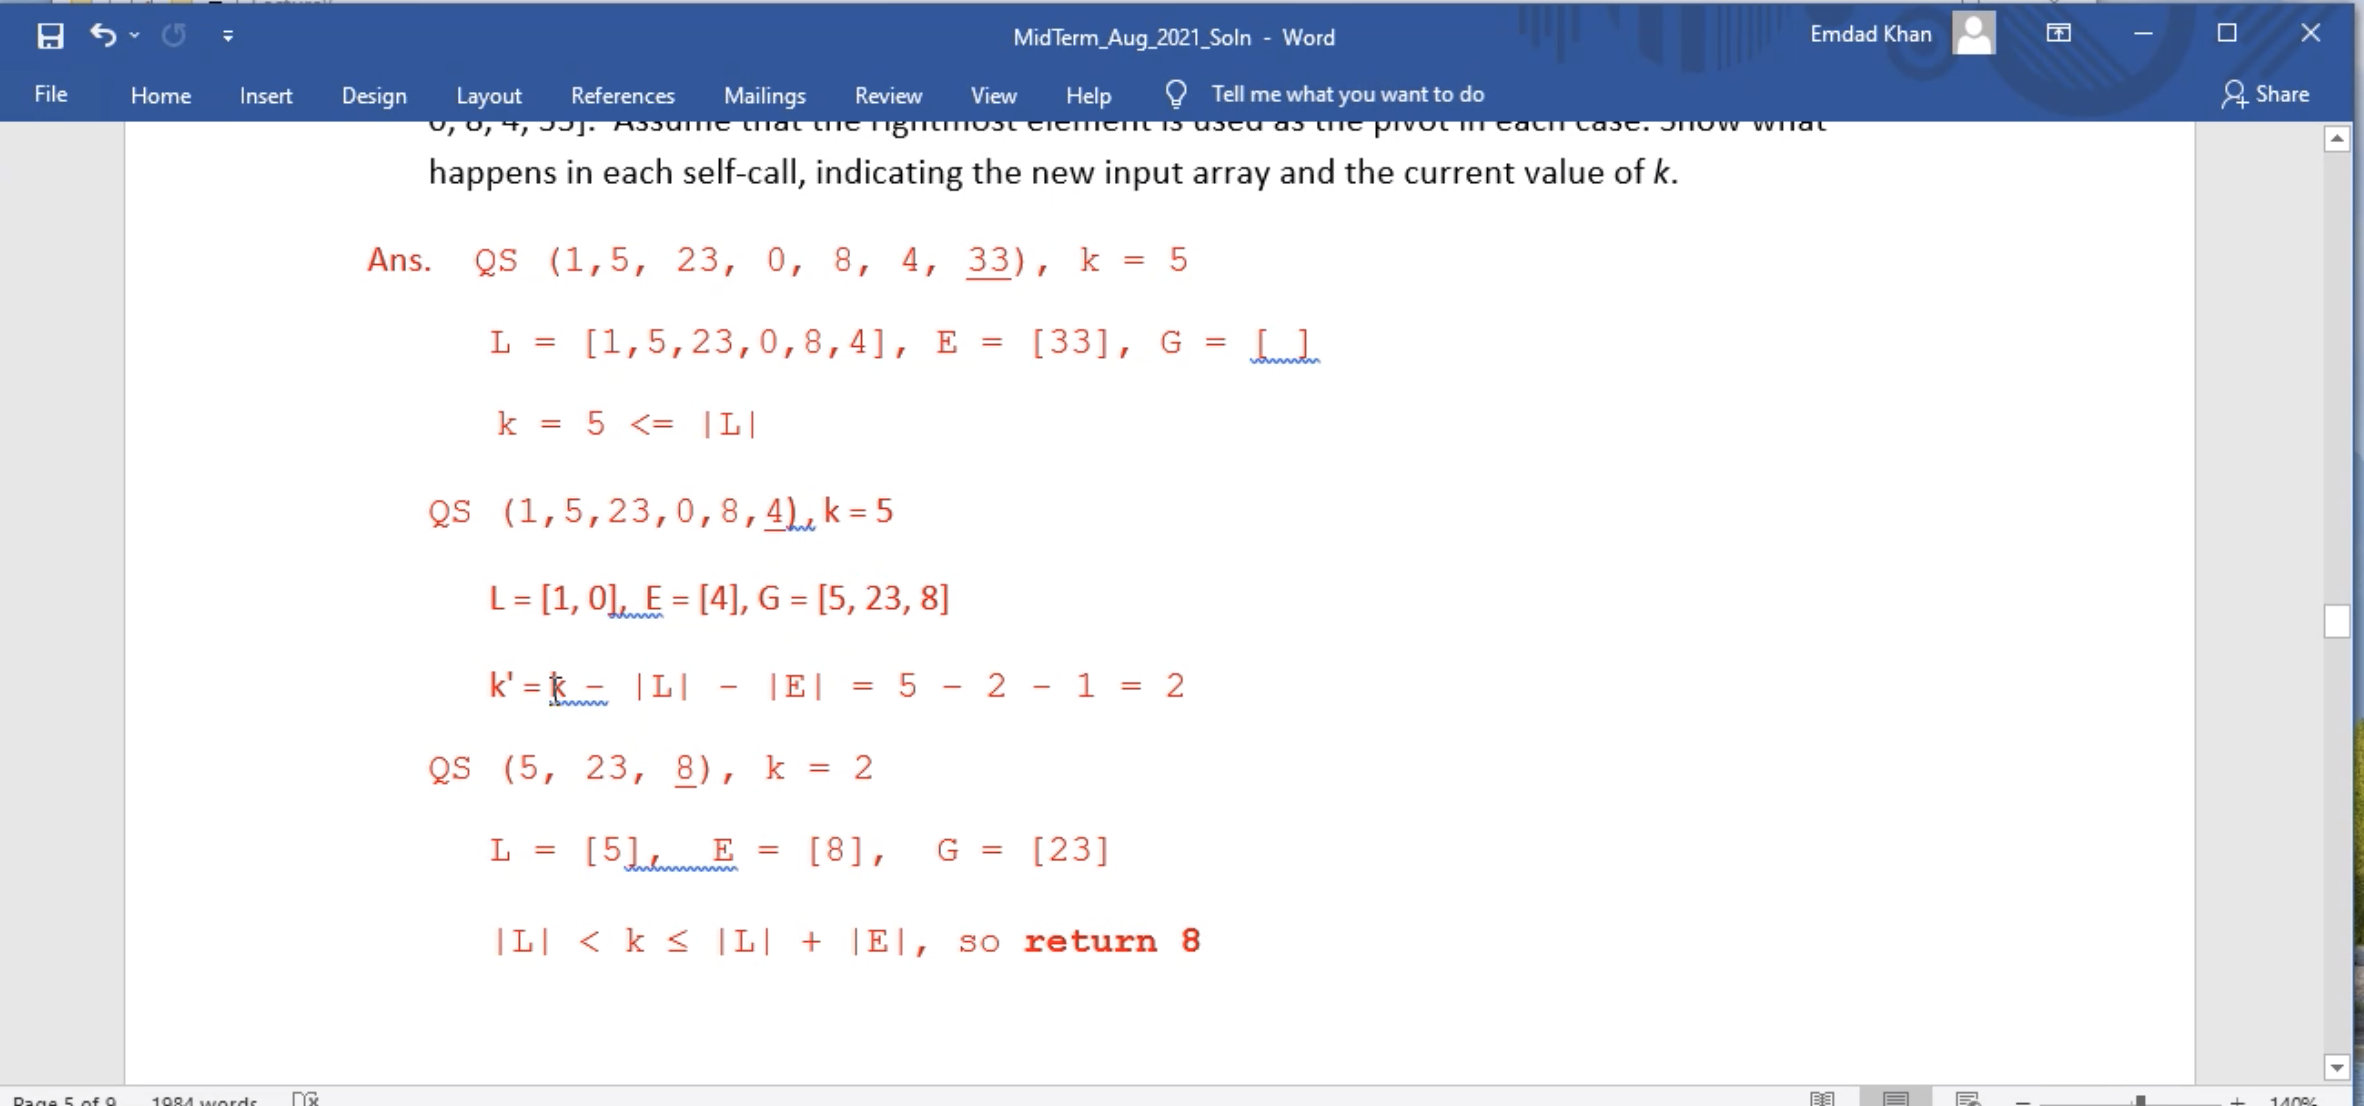 MidTerm_Aug_2021_Soln - Word
Emdad Khan
File Home Insert Design Layout References Mailings Review View Help Tell me what you want to do Share
0, 8, 4, 33]. Assume that the rightmost element is used as the pivot in each case. Show what
happens in each self-call, indicating the new input array and the current value of k.
Ans. QS (1,5, 23, 0, 8, 4, 33), k = 5
L = [1,5,23,0,8,4], E = [33], G = [ ]
k = 5 <= |L|
QS (1,5,23,0,8,4), k = 5
L = [1, 0], E = [4], G = [5, 23, 8]
k' = k – |L| – |E| = 5 – 2 – 1 = 2
QS (5, 23, 8), k = 2
L = [5], E = [8], G = [23]
|L| < k ≤ |L| + |E|, so return 8
Page 5 of 9 1984 words 140%